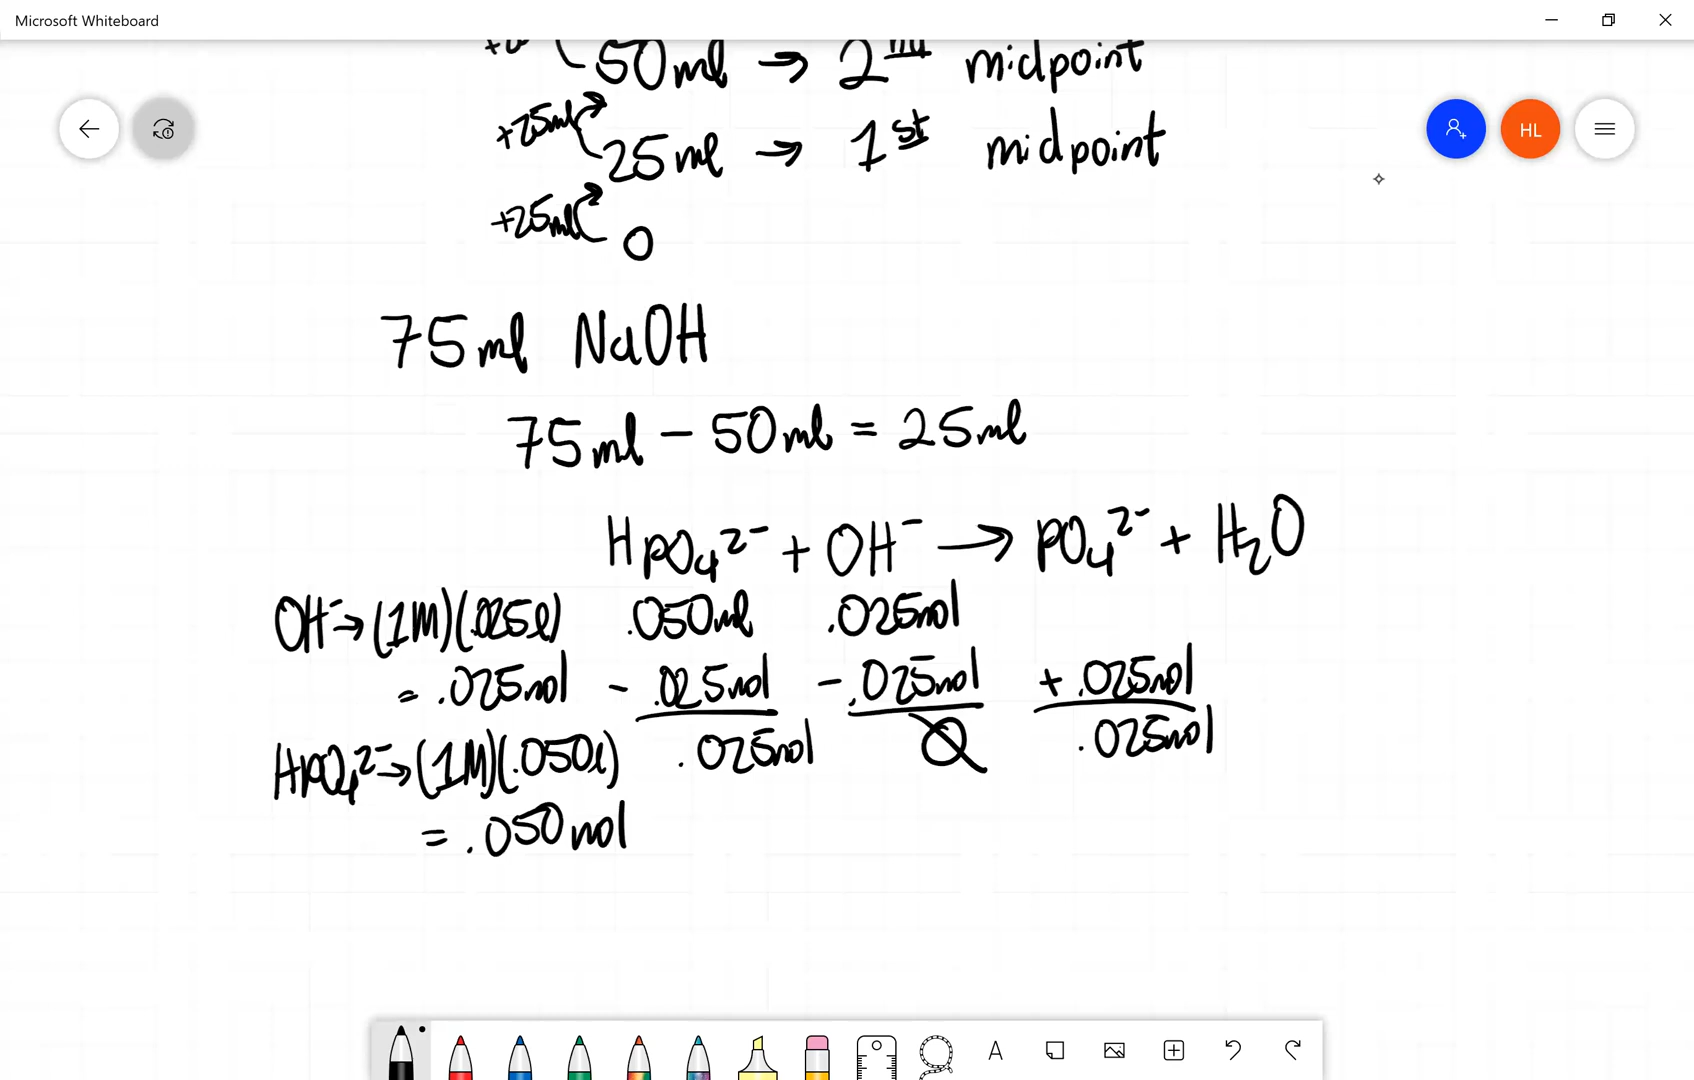 Microsoft Whiteboard
50ml → 2nd midpoint
+25ml
25ml → 1st midpoint
+25ml
0
HL
75ml NaOH
75ml - 50ml = 25ml
HPO₄²⁻ + OH⁻ → PO₄²⁻ + H₂O
OH⁻ → (1M)(.025l) .050ml .025mol
= .025mol - .025mol - .025mol + .025mol
HPO₄²⁻ → (1M)(.050l) .025mol 0 .025mol
= .050mol
A